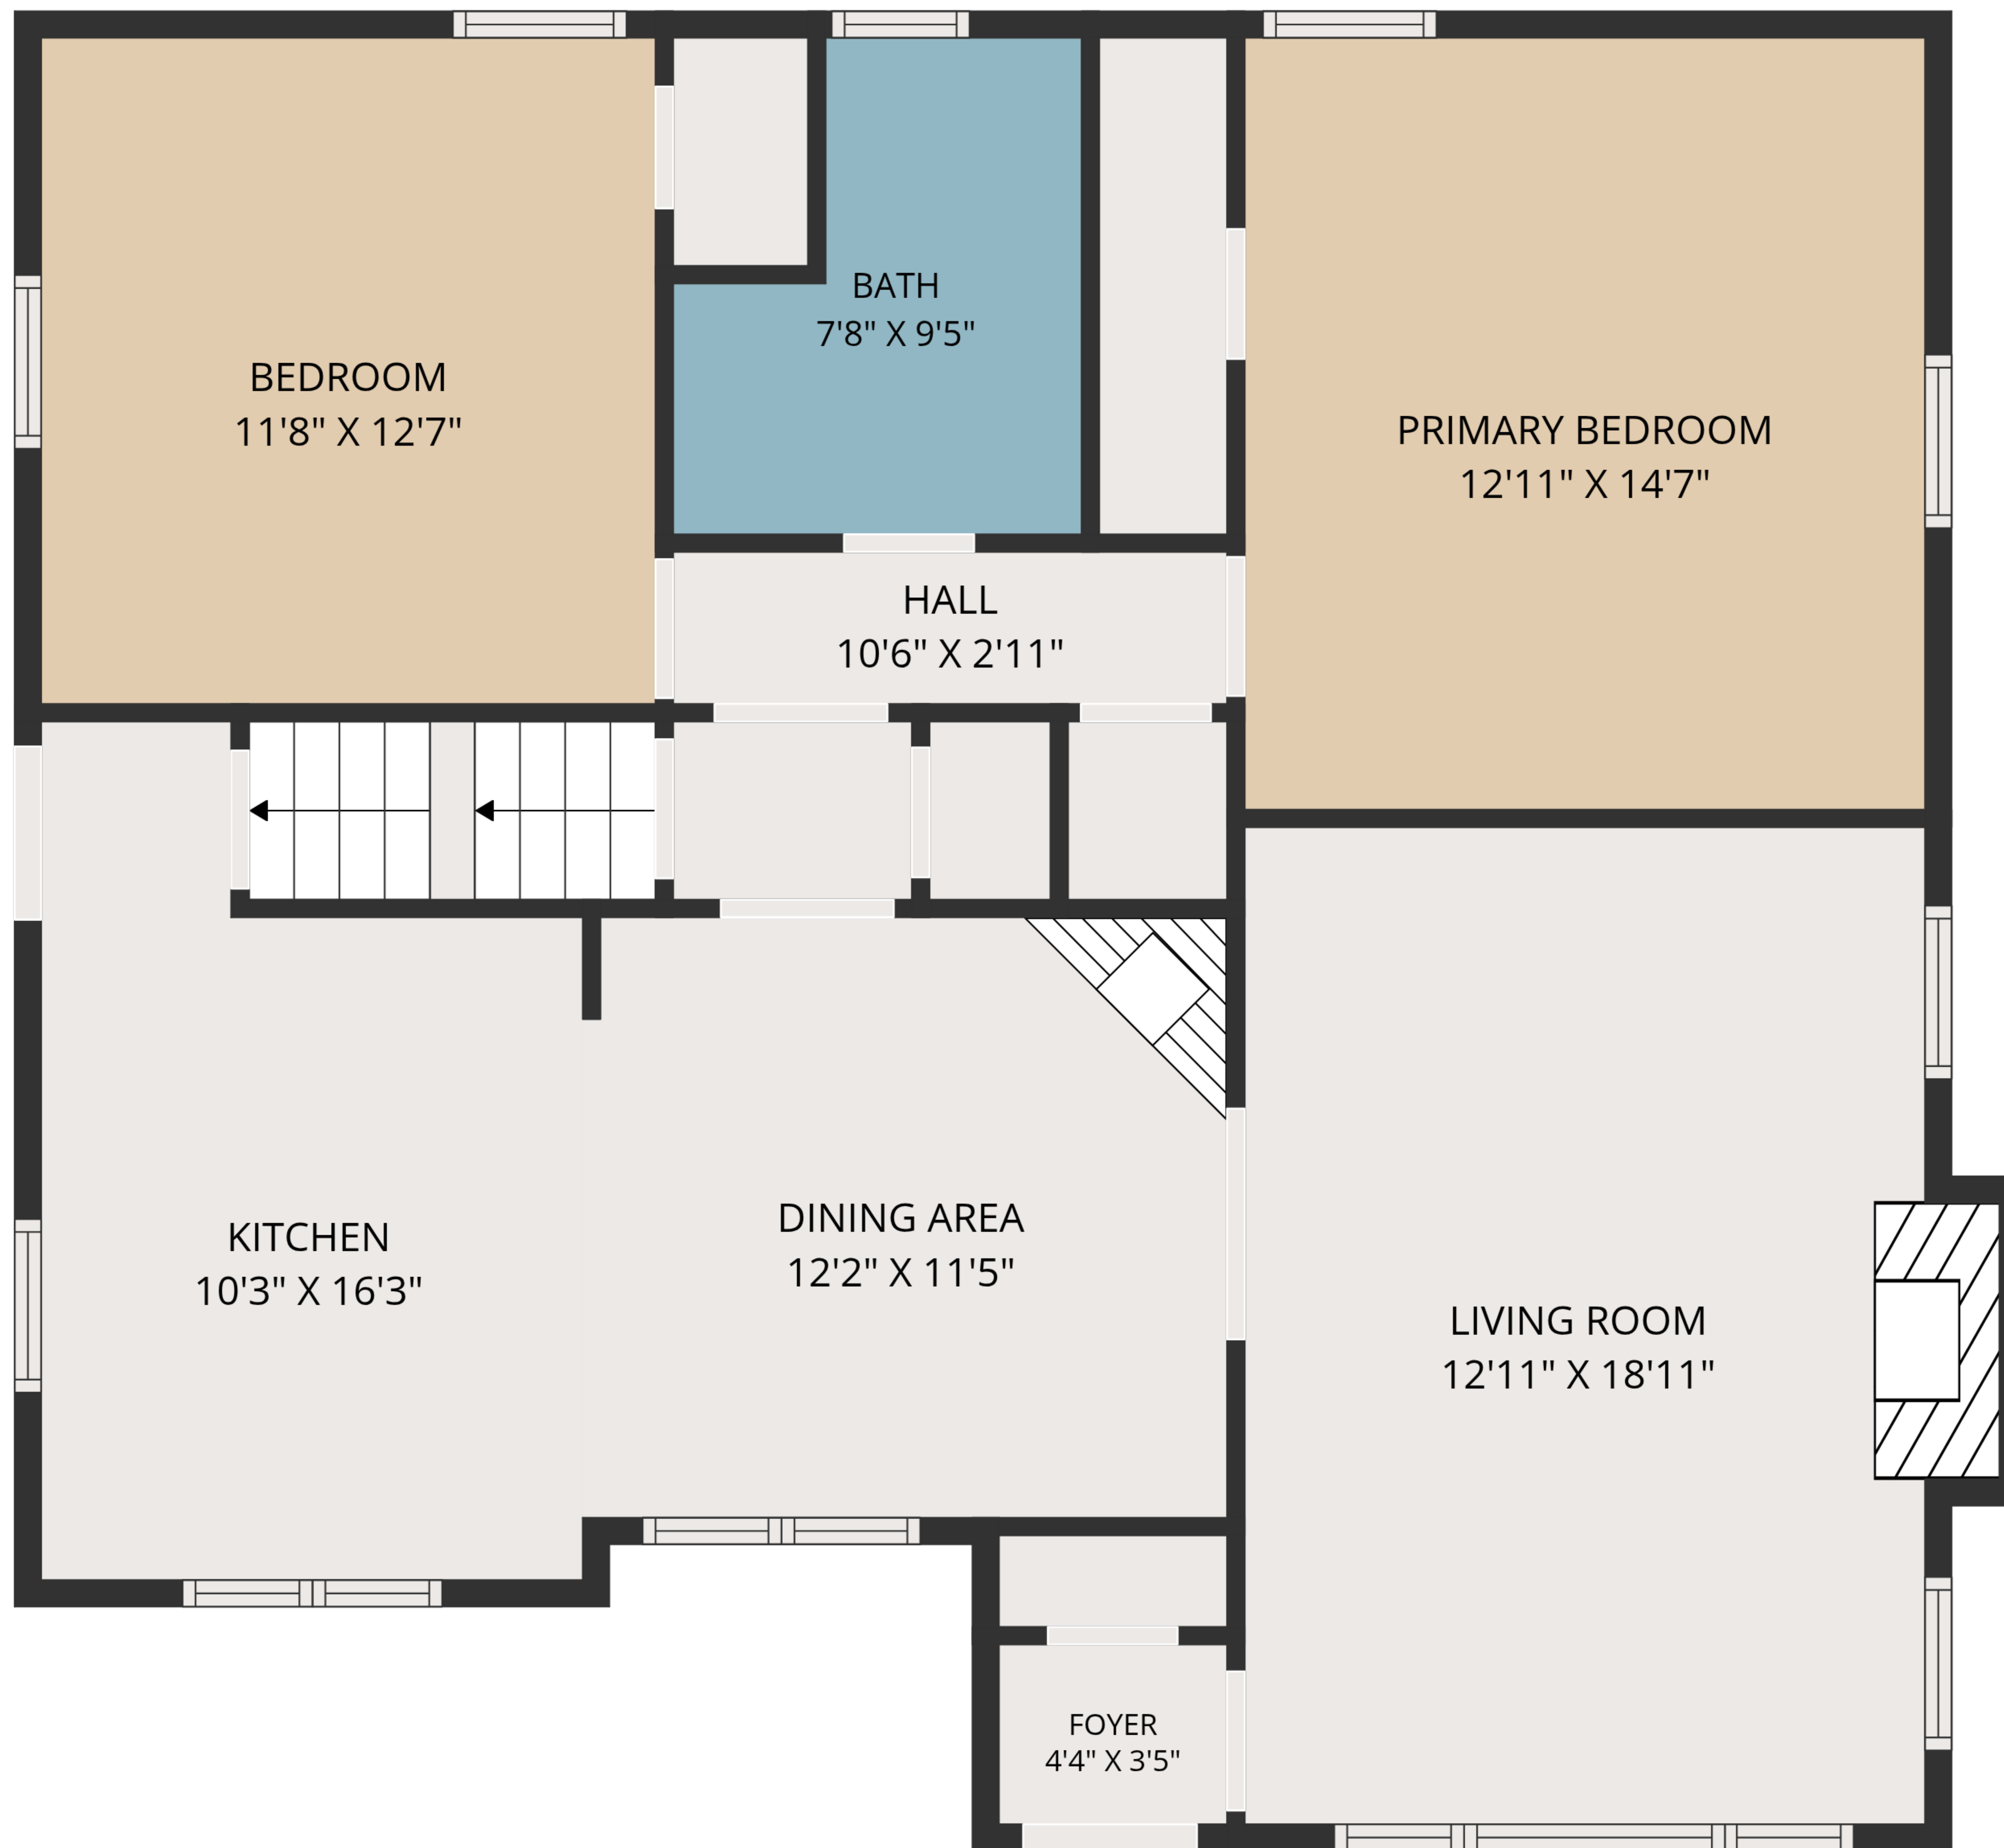 BATH
7'8" X 9'5"
BEDROOM
11'8" X 12'7"
PRIMARY BEDROOM
12'11" X 14'7"
HALL
10'6" X 2'11"
KITCHEN
10'3" X 16'3"
DINING AREA
12'2" X 11'5"
LIVING ROOM
12'11" X 18'11"
FOYER
4'4" X 3'5"